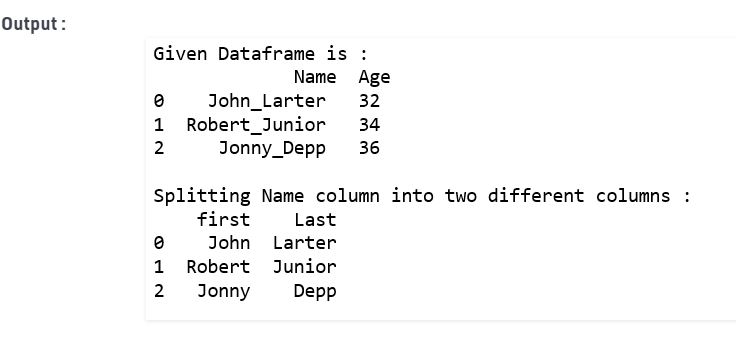 Output :
Given Dataframe is :
             Name  Age
0    John_Larter   32
1  Robert_Junior   34
2     Jonny_Depp   36
Splitting Name column into two different columns :
    first    Last
0    John  Larter
1  Robert  Junior
2   Jonny    Depp